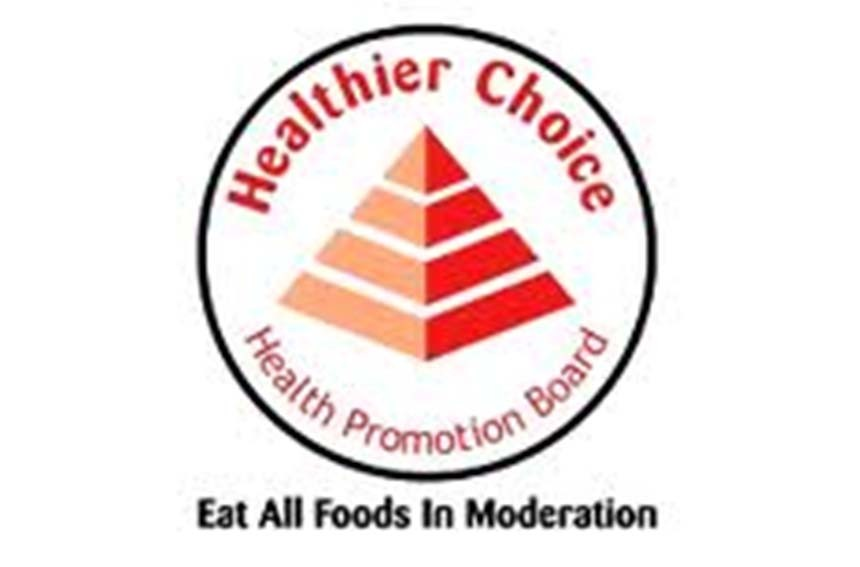 Healthier Choice
Health Promotion Board
Eat All Foods In Moderation